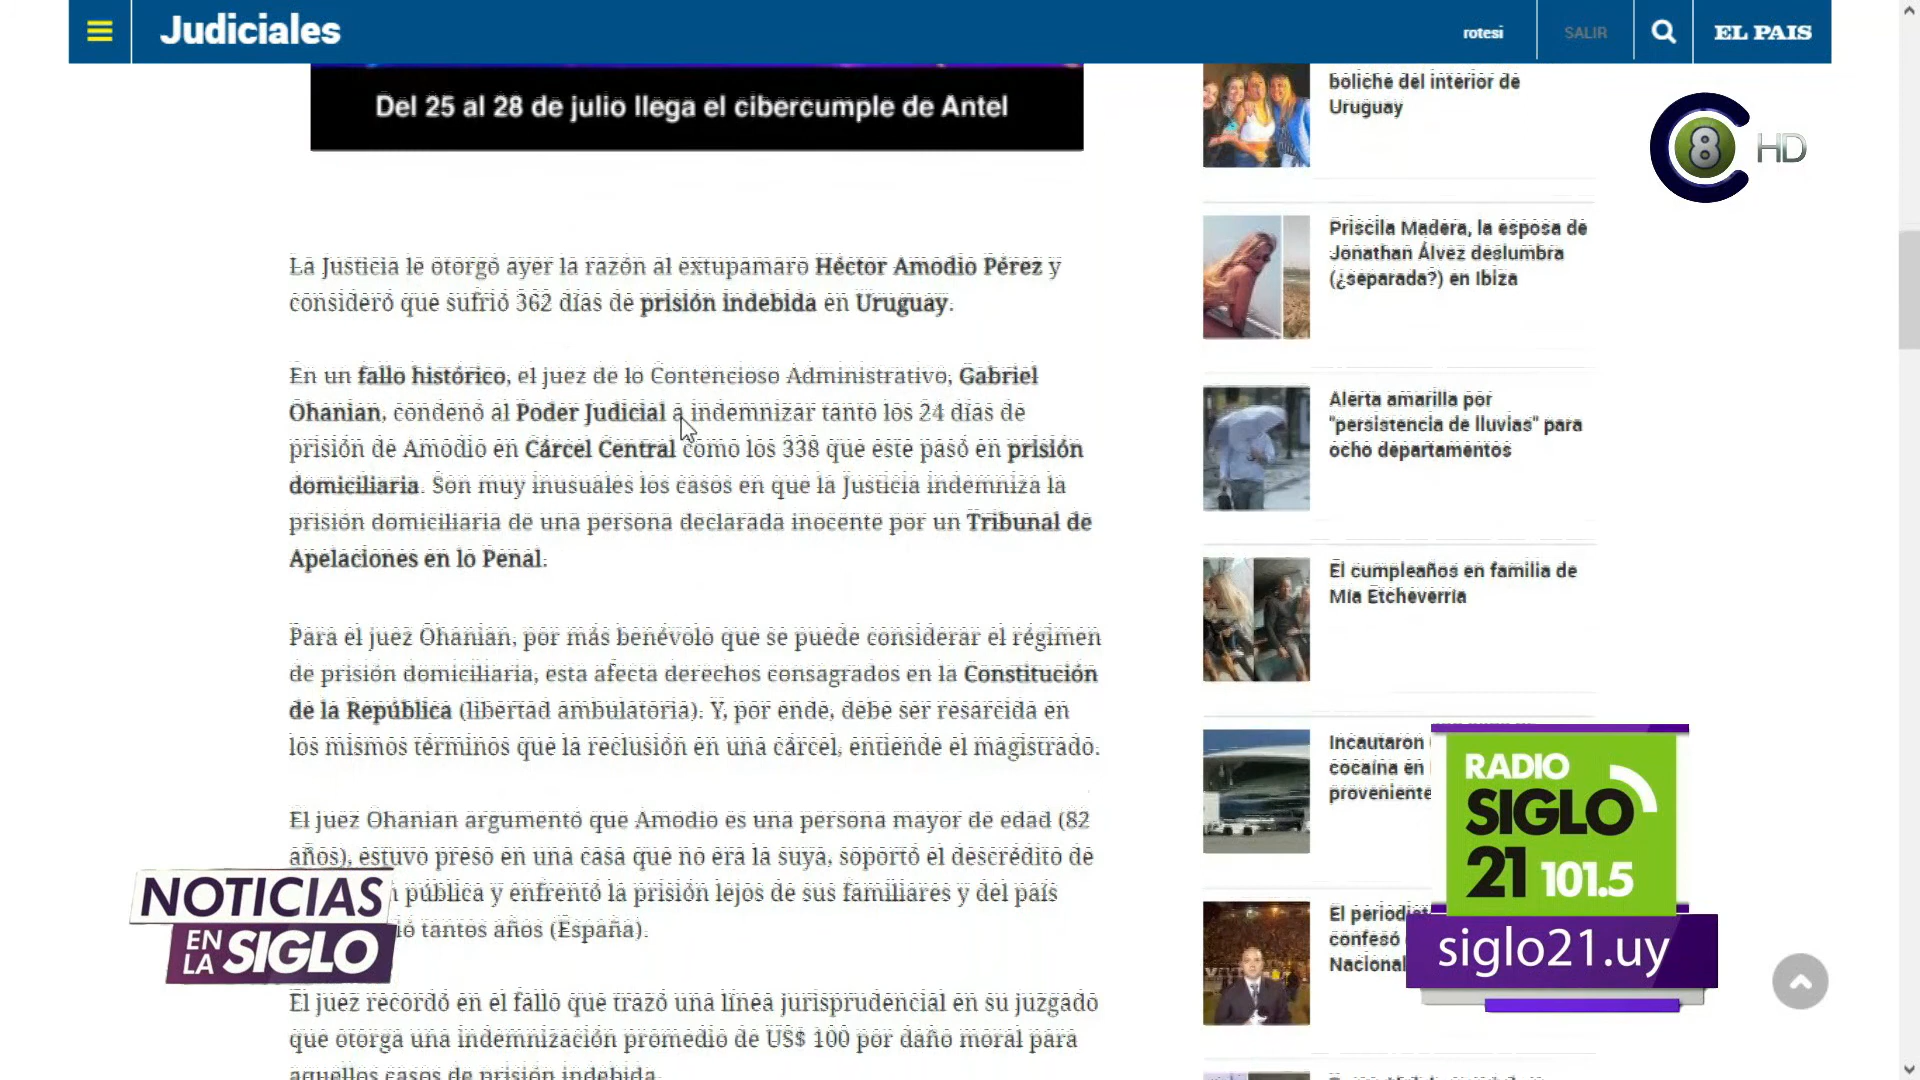 Judiciales
rotesi
SALIR
EL PAIS
Del 25 al 28 de julio llega el cibercumple de Antel
La Justicia le otorgó ayer la razón al extupamaro Héctor Amodio Pérez y
consideró que sufrió 362 días de prisión indebida en Uruguay.
En un fallo histórico, el juez de lo Contencioso Administrativo, Gabriel
Ohanian, condenó al Poder Judicial a indemnizar tanto los 24 días de
prisión de Amodio en Cárcel Central como los 338 que este pasó en prisión
domiciliaria. Son muy inusuales los casos en que la Justicia indemniza la
prisión domiciliaria de una persona declarada inocente por un Tribunal de
Apelaciones en lo Penal.
Para el juez Ohanian, por más benévolo que se puede considerar el régimen
de prisión domiciliaria, esta afecta derechos consagrados en la Constitución
de la República (libertad ambulatoria). Y, por ende, debe ser resarcida en
los mismos términos que la reclusión en una cárcel, entiende el magistrado.
El juez Ohanian argumentó que Amodio es una persona mayor de edad (82
años), estuvo preso en una casa que no era la suya, soportó el descrédito de
pública y enfrentó la prisión lejos de sus familiares y del país
tantos años (España).
El juez recordó en el fallo que trazó una línea jurisprudencial en su juzgado
que otorga una indemnización promedio de US$ 100 por daño moral para
aquellos casos de prisión indebida
boliche del interior de
Uruguay
Priscila Madera, la esposa de
Jonathan Álvez deslumbra
(¿separada?) en Ibiza
Alerta amarilla por
"persistencia de lluvias" para
ocho departamentos
El cumpleaños en familia de
Mía Etcheverría
Incautaron
cocaína en
proveniente
El periodist
confesó
Nacional
8 HD
NOTICIAS
EN LA SIGLO
RADIO
SIGLO
21 101.5
siglo21.uy